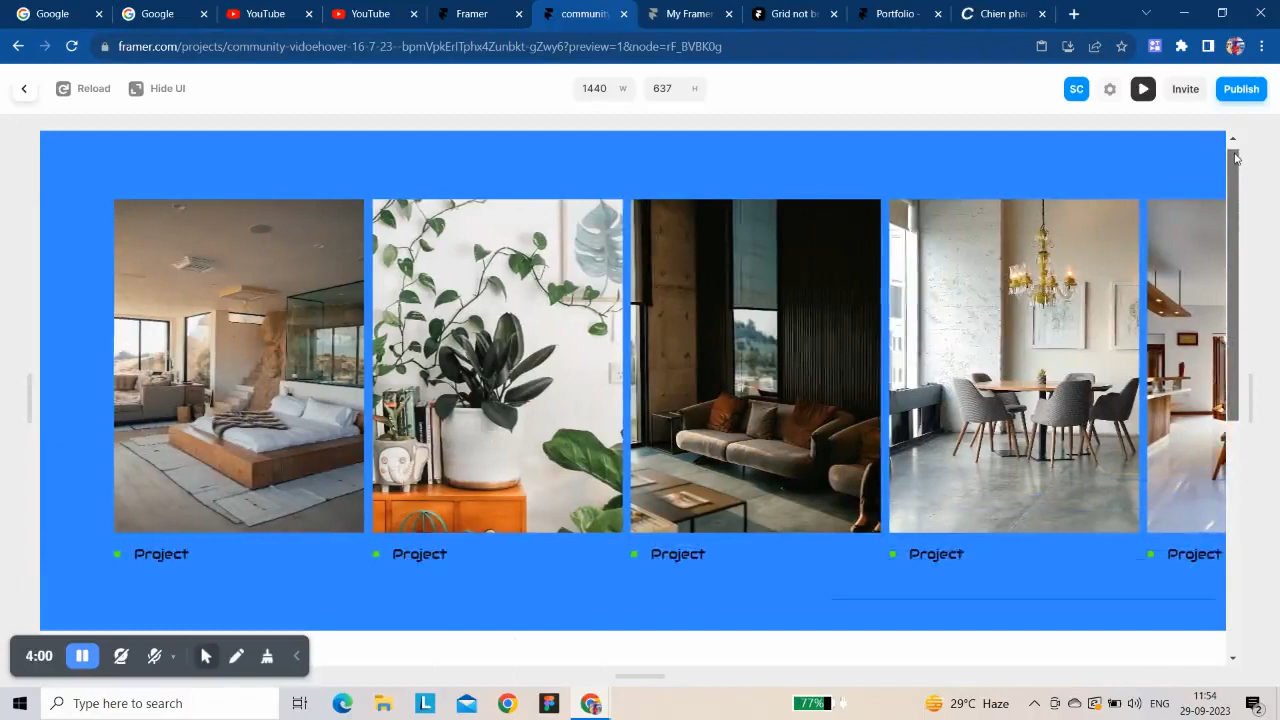 Google
Google
YouTube
YouTube
Framer
community
My Framer
Grid not b
Portfolio -
Chien pha
framer.com/projects/community-vidoehover-16-7-23--bpmVpkErlTphx4Zunbkt-gZwy6?preview=1&node=rF_BVBK0g
Reload
Hide UI
1440 W
637 H
SC
Invite
Publish
Project
Project
Project
Project
Project
4:00
Type here to search
L
77%
29°C Haze
ENG
11:54
29-09-2023
2